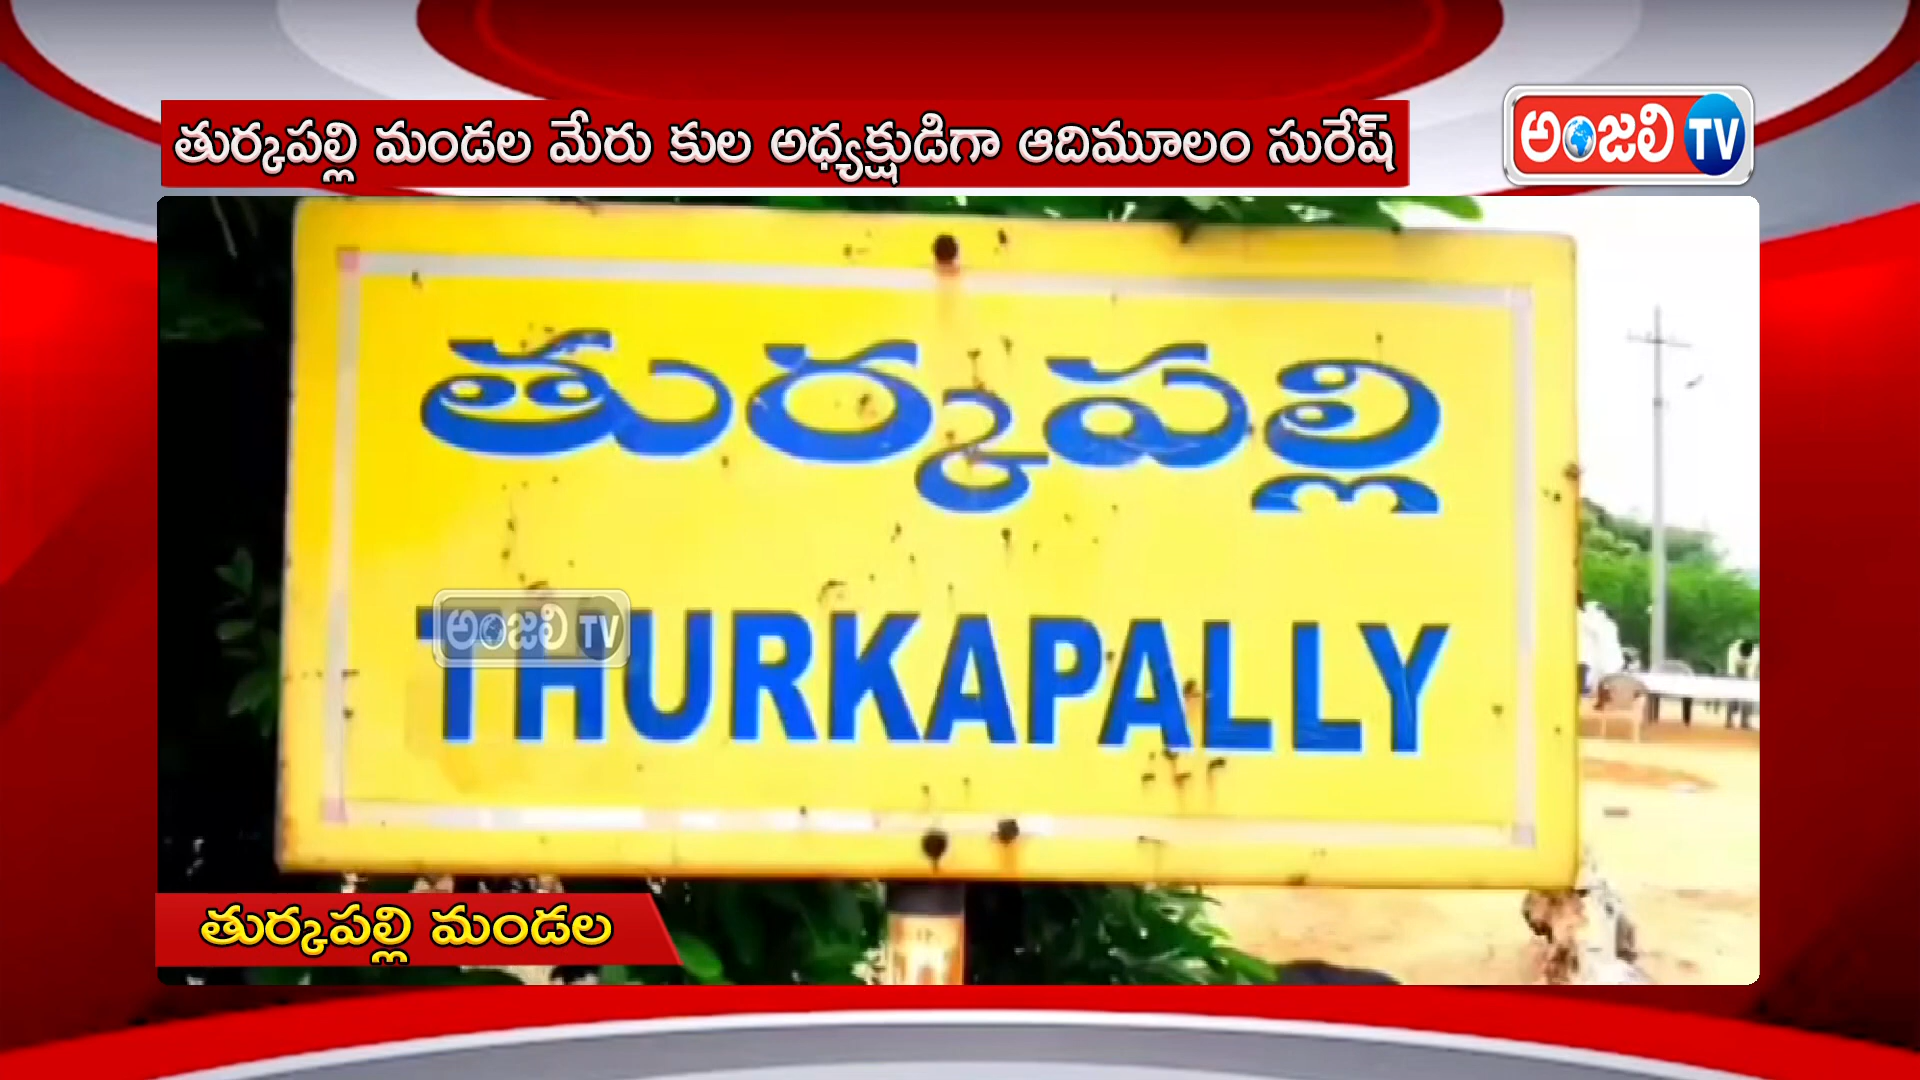 తుర్కపల్లి మండల మేరు కుల అధ్యక్షుడిగా ఆదిమూలం సురేష్
అంజలి TV
తుర్కపల్లి
అంజలి TV
THURKAPALLY
తుర్కపల్లి మండల